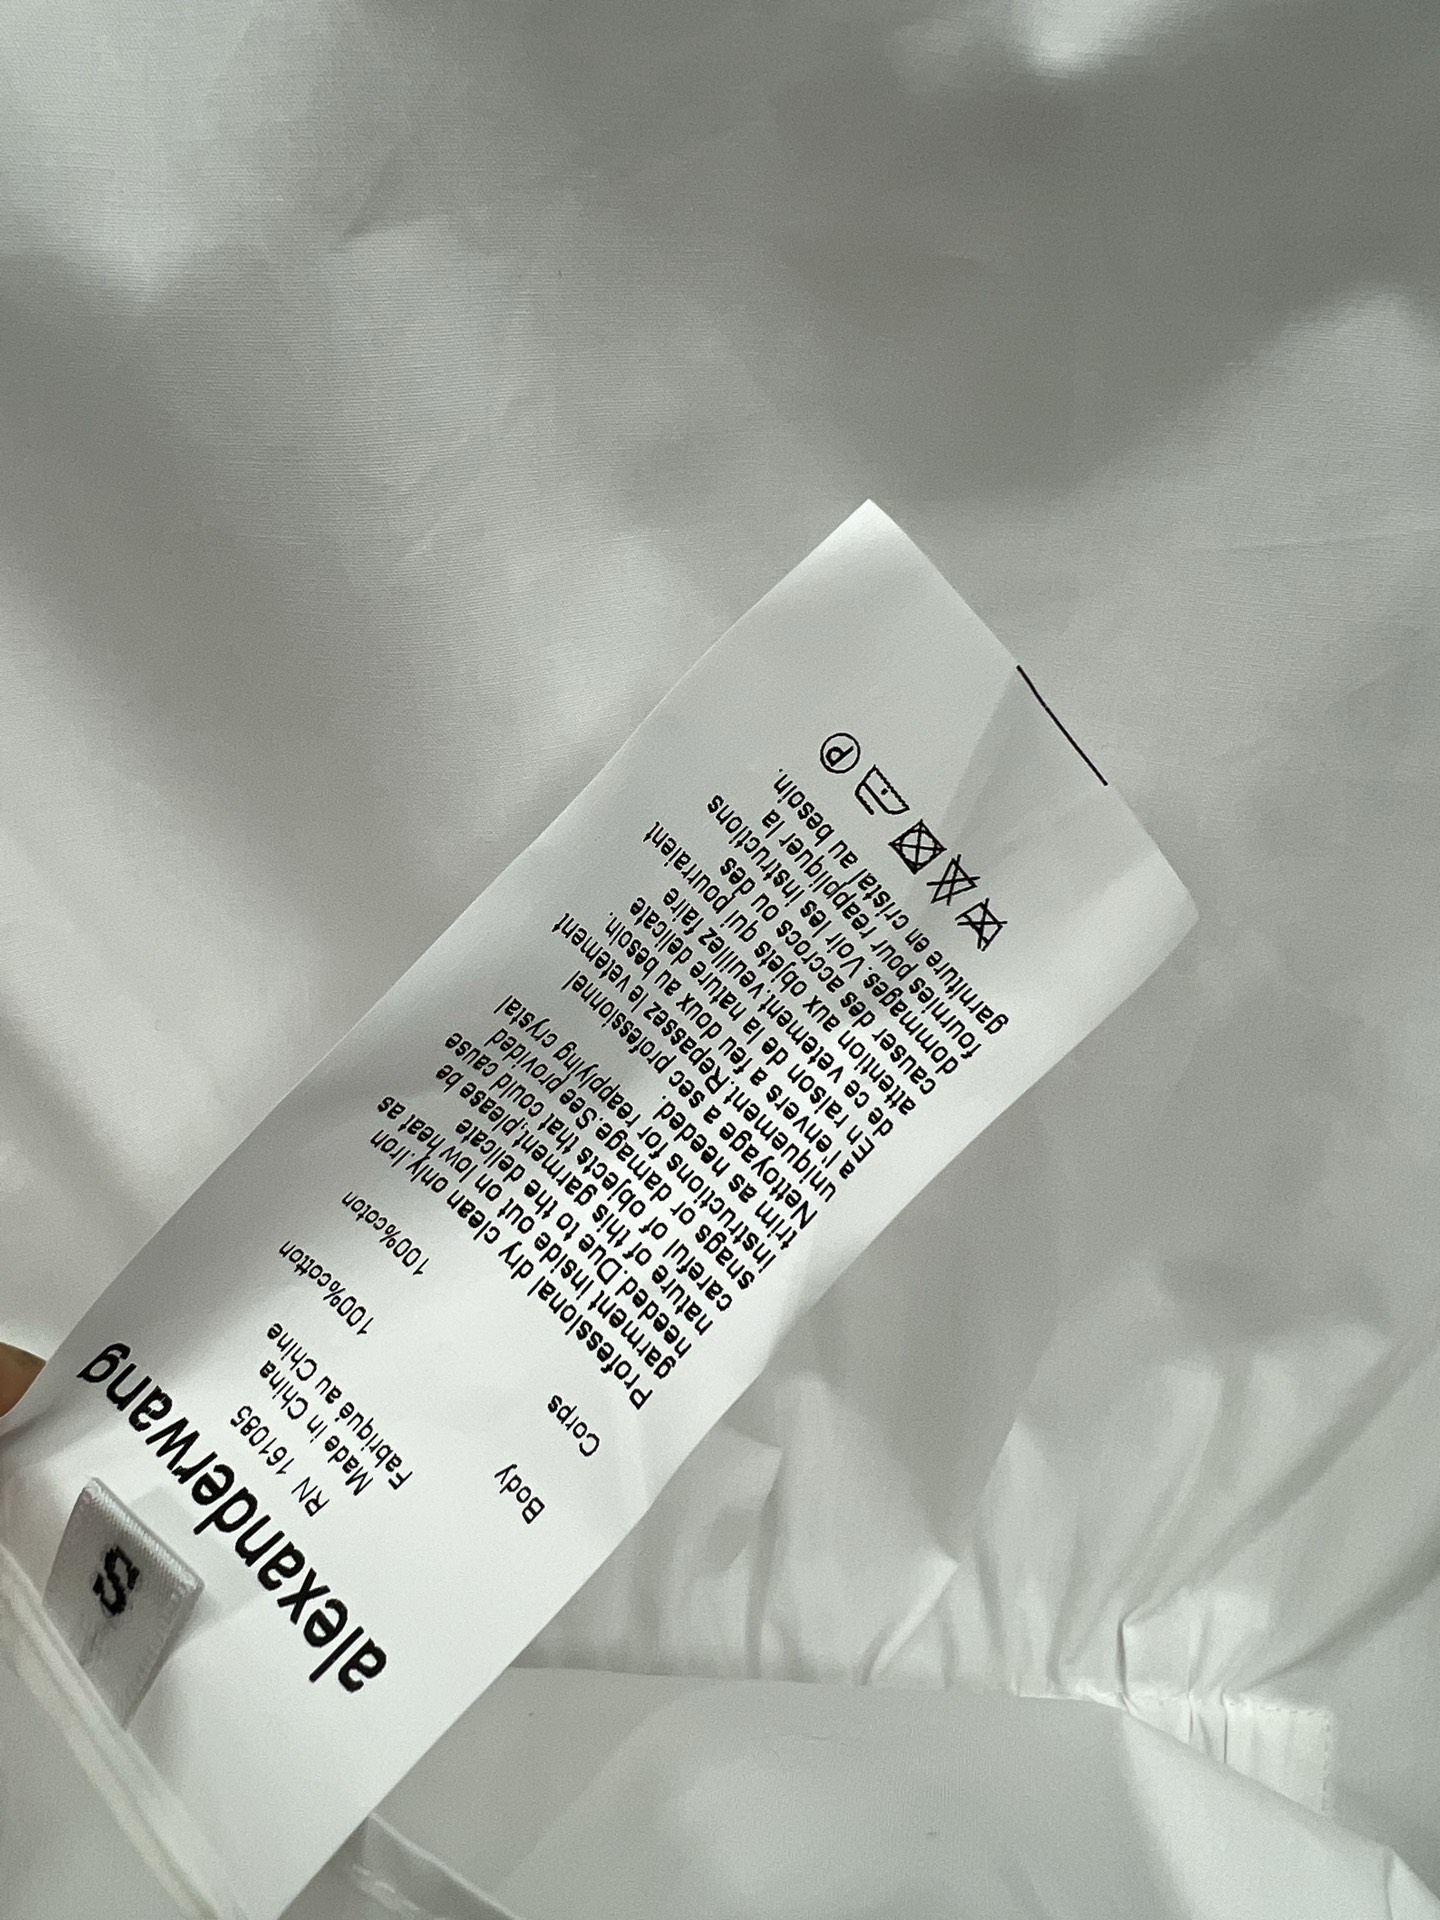 S
alexanderwang
RN 161085
Made in China
Fabriqué au Chine
Body 100%cotton
Corps 100%coton
Professional dry clean only.Iron
garment inside out on low heat as
needed.Due to the delicate
nature of this garment,please be
careful of objects that could cause
snags or damage.See provided
instructions for reapplying crystal
trim as needed.
Nettoyage a sec professionnel
uniquement.Repassez le vetement
a l'envers a feu doux au besoin.
En raison de la nature delicate
de ce vetement.veuillez faire
attention aux objets qui pourraient
causer des accrocs ou des
dommages.Voir les instructions
fournies pour reappliquer la
garniture en cristal au besoin.
P